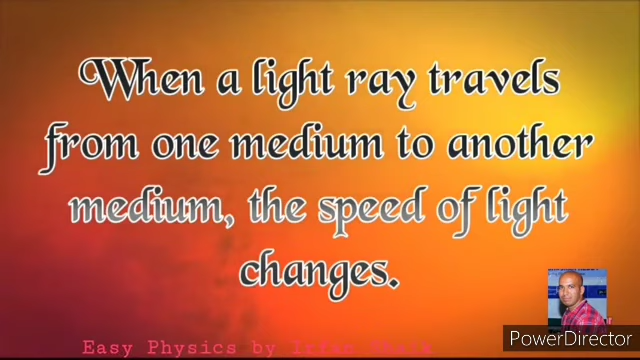 When a light ray travels
from one medium to another
medium, the speed of light
changes.
Easy Physics by Irfan
PowerDirector